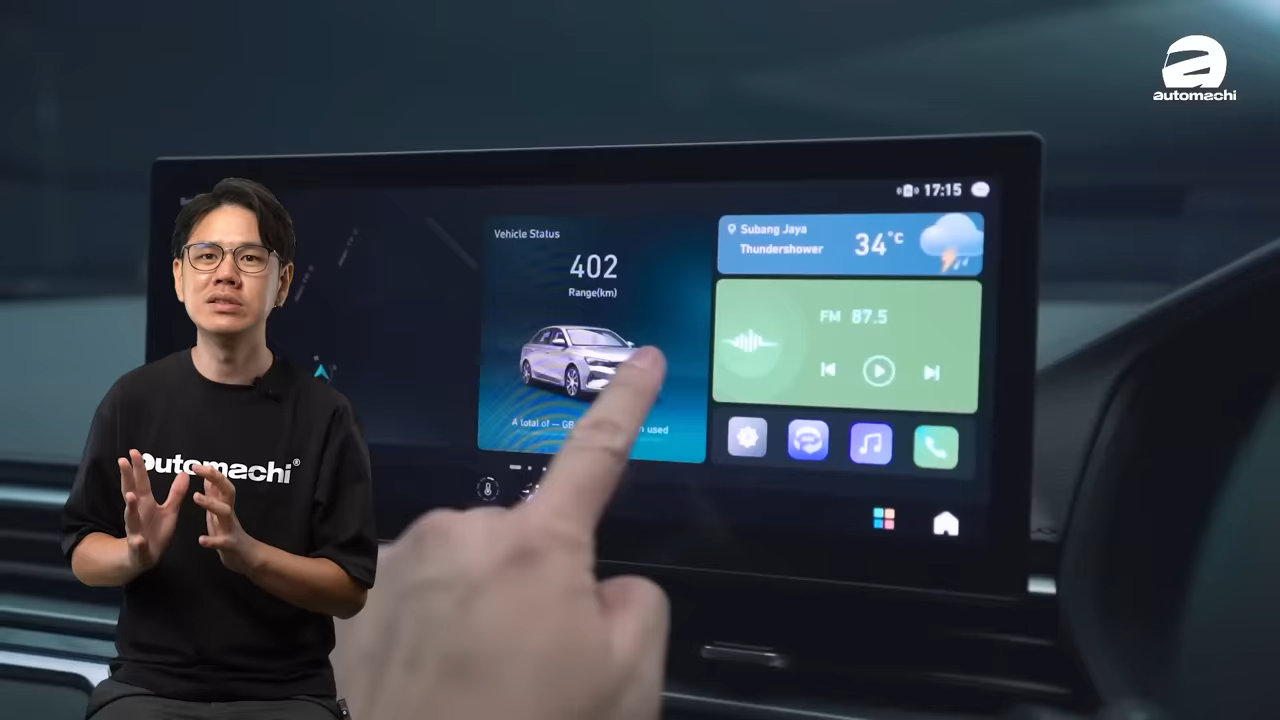 automachi
17:15
Vehicle Status
402
Range(km)
A total of -- GB
used
Subang Jaya
Thundershower
34°C
FM 87.5
automachi®